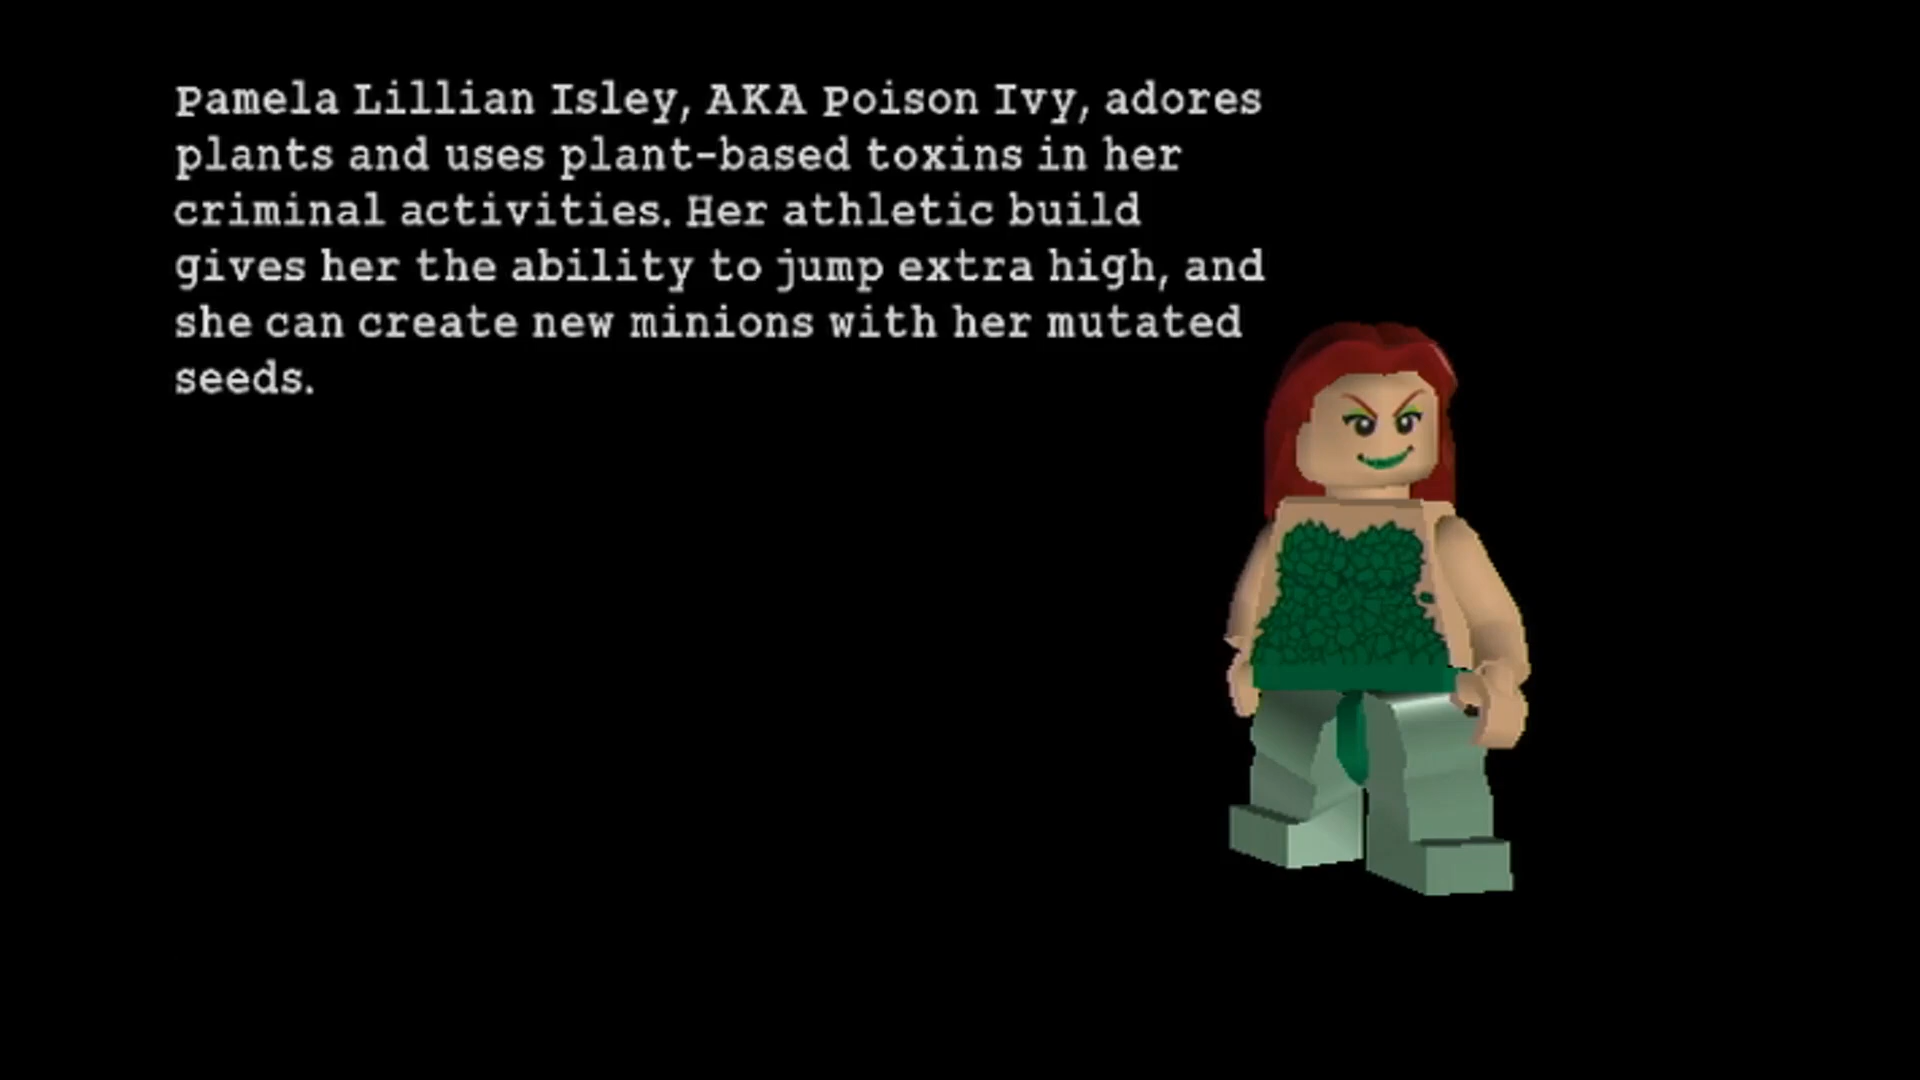 Pamela Lillian Isley, AKA Poison Ivy, adores
plants and uses plant-based toxins in her
criminal activities. Her athletic build
gives her the ability to jump extra high, and
she can create new minions with her mutated
seeds.